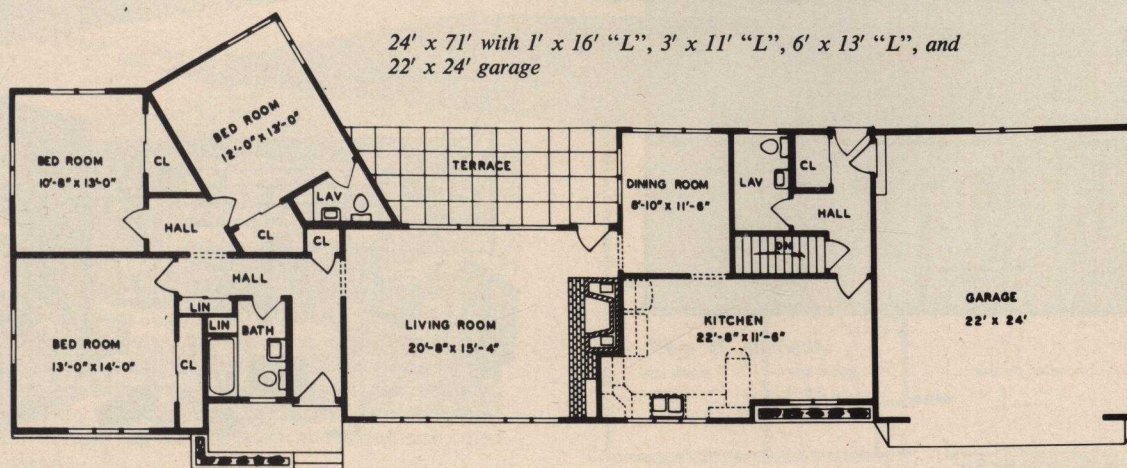 24' x 71' with 1' x 16' "L", 3' x 11' "L", 6' x 13' "L", and
22' x 24' garage
BED ROOM
12'-0" x 13'-0"
BED ROOM
10'-8" x 13'-0"
CL
TERRACE
LAV
HALL
CL
CL
DINING ROOM
8'-10" x 11'-6"
LAV
CL
HALL
DN
HALL
LIN
LIN
BATH
CL
BED ROOM
13'-0" x 14'-0"
LIVING ROOM
20'-8" x 15'-4"
KITCHEN
22'-8" x 11'-6"
GARAGE
22' x 24'